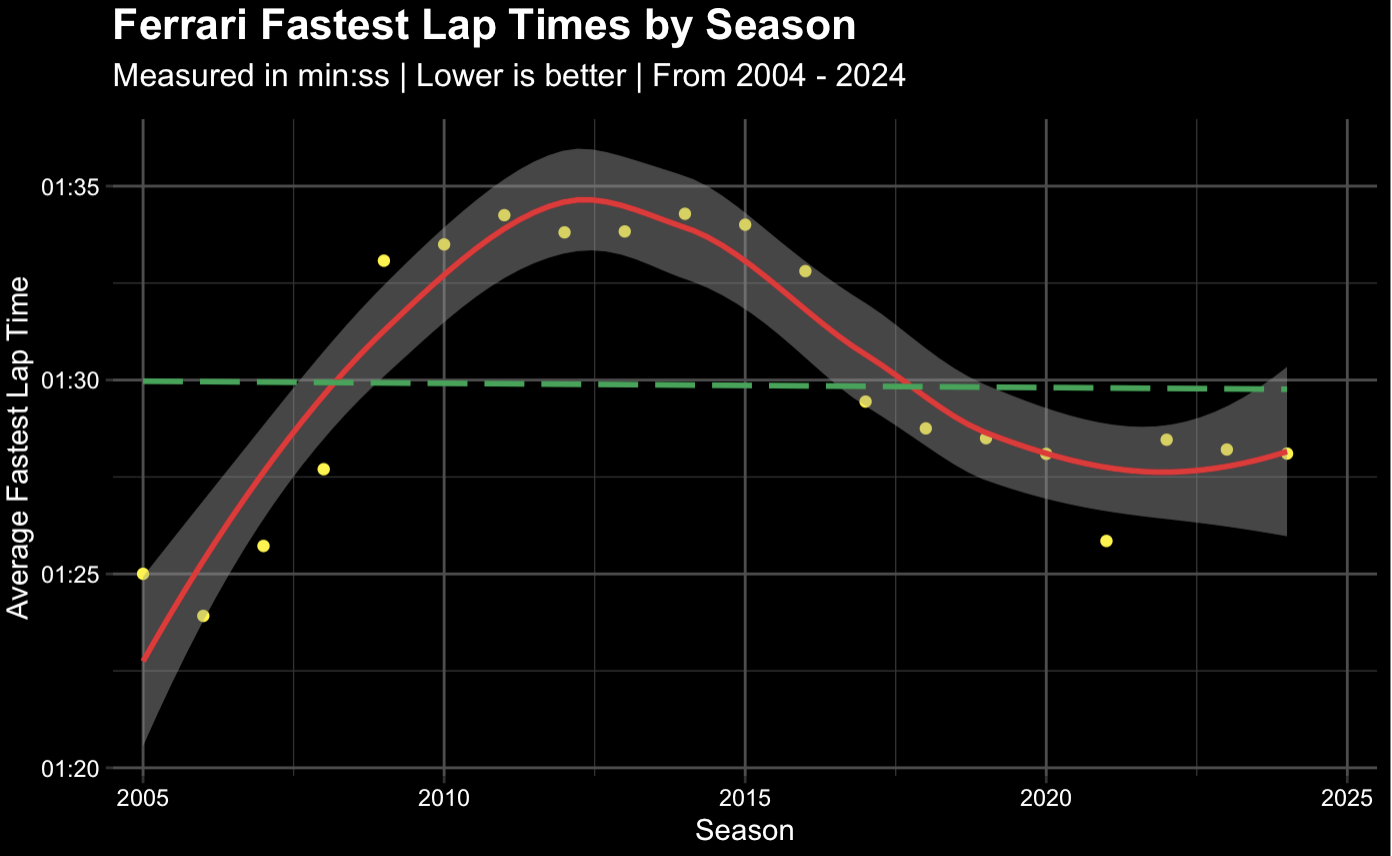 Ferrari Fastest Lap Times by Season
Measured in min:ss | Lower is better | From 2004 - 2024
Average Fastest Lap Time
01:35
01:30
01:25
01:20
2005 2010 2015 2020 2025
Season